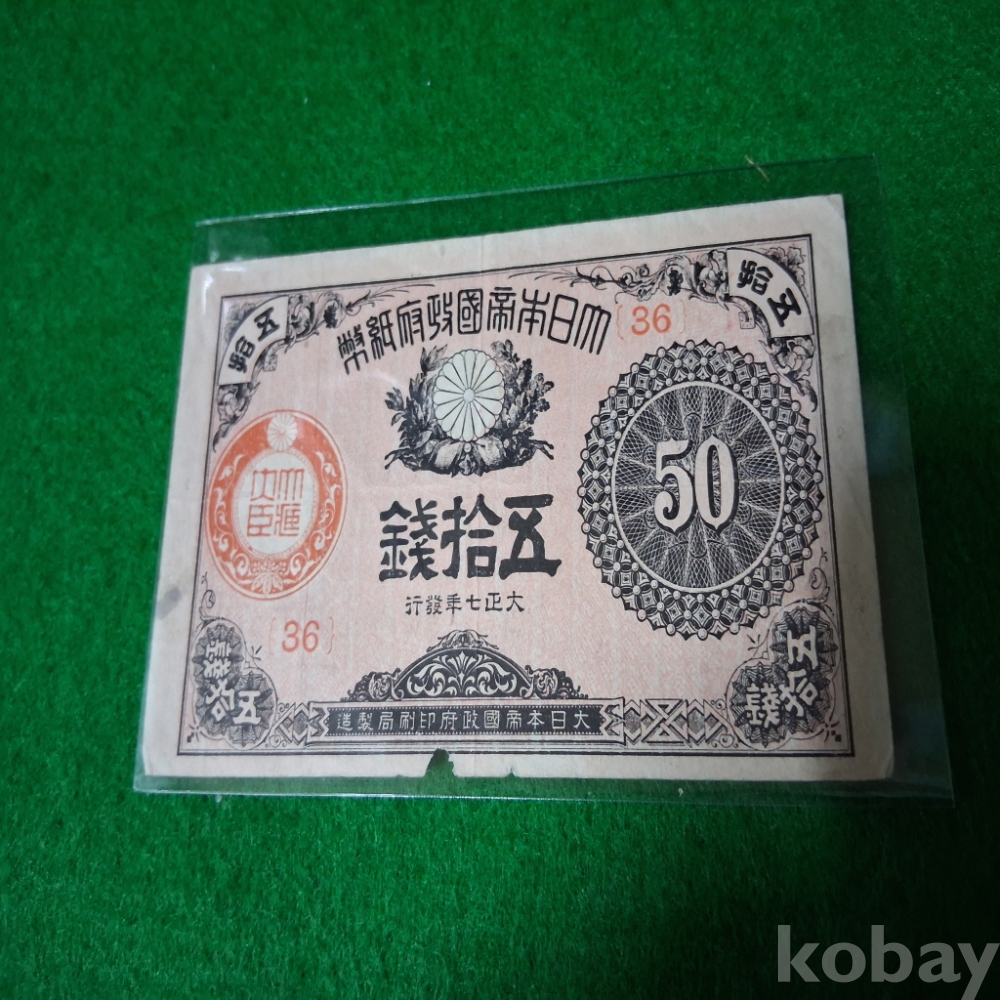 大日本帝國政府紙幣
{36}
五拾
五拾
50
大藏大臣
五拾錢
大正七年發行
{36}
五拾錢
五拾錢
大日本帝國政府印刷局製造
kobay